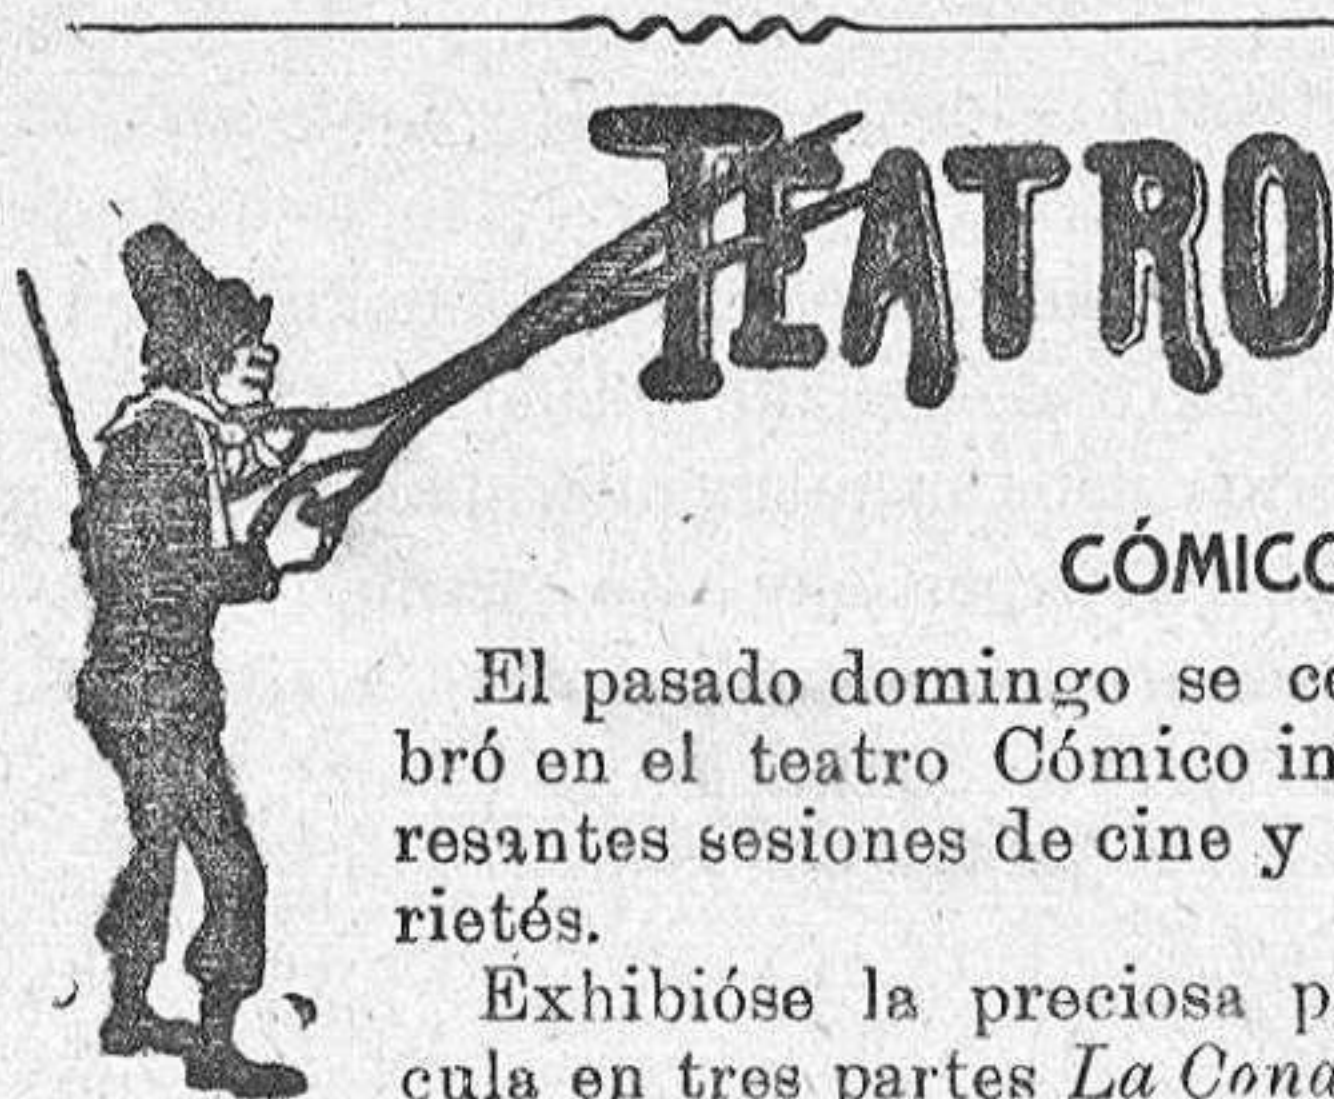 TEATRO
CÓMICO
El pasado domingo se ce
bró en el teatro Cómico in
resantes sesiones de cine y
rietés.
Exhibióse la preciosa p
cula en tres partes La Cond